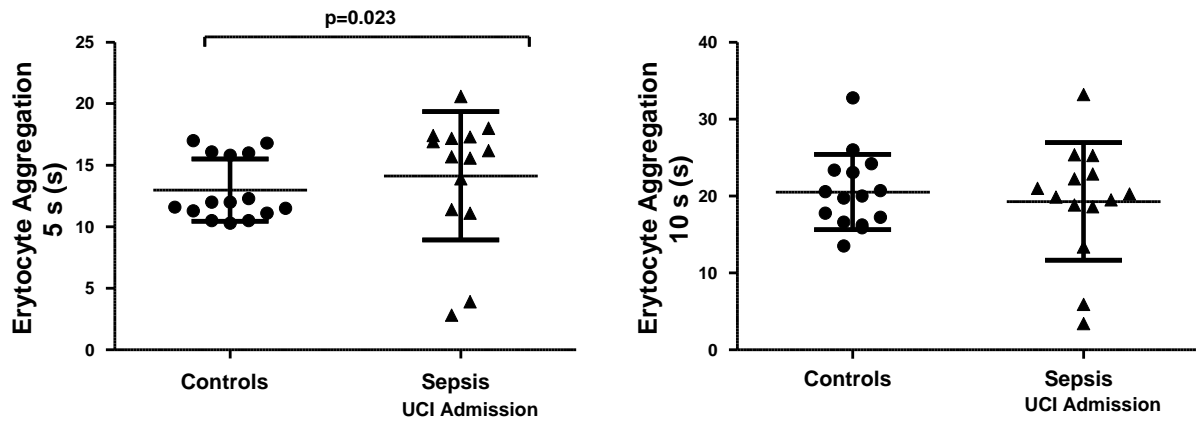 p=0.023
Erytocyte Aggregation
5 s (s)
25
20
15
10
5
0
Controls
Sepsis
UCI Admission
Erytocyte Aggregation
10 s (s)
40
30
20
10
0
Controls
Sepsis
UCI Admission